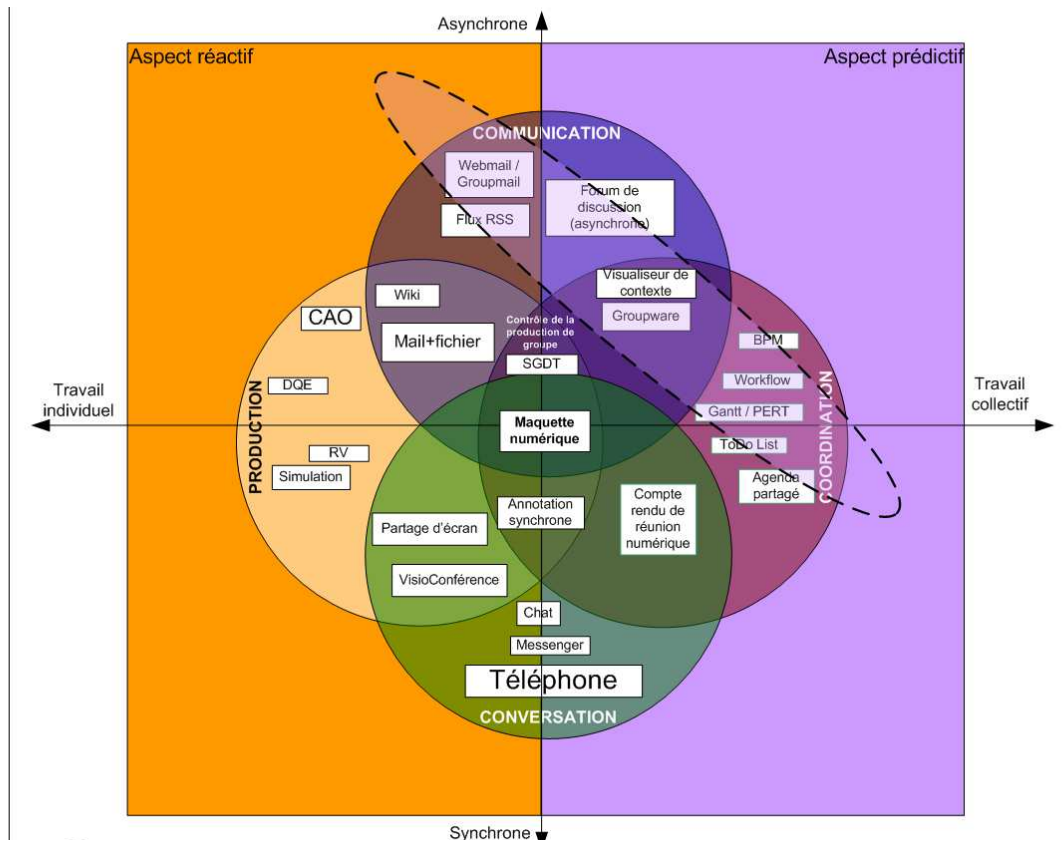 Asynchrone
Aspect réactif
Aspect prédictif
COMMUNICATION
Webmail /
Groupmail
Forum de
discussion
(asynchrone)
Flux RSS
Visualiseur de
contexte
Wiki
CAO
Groupware
Contrôle de la
production de
groupe
Mail+fichier
BPM
SGDT
DQE
Workflow
Travail
individuel
Travail
collectif
Gantt / PERT
PRODUCTION
Maquette
numérique
COORDINATION
ToDo List
RV
Simulation
Agenda
partagé
Compte
rendu de
réunion
numérique
Annotation
synchrone
Partage d'écran
VisioConférence
Chat
Messenger
Téléphone
CONVERSATION
Synchrone